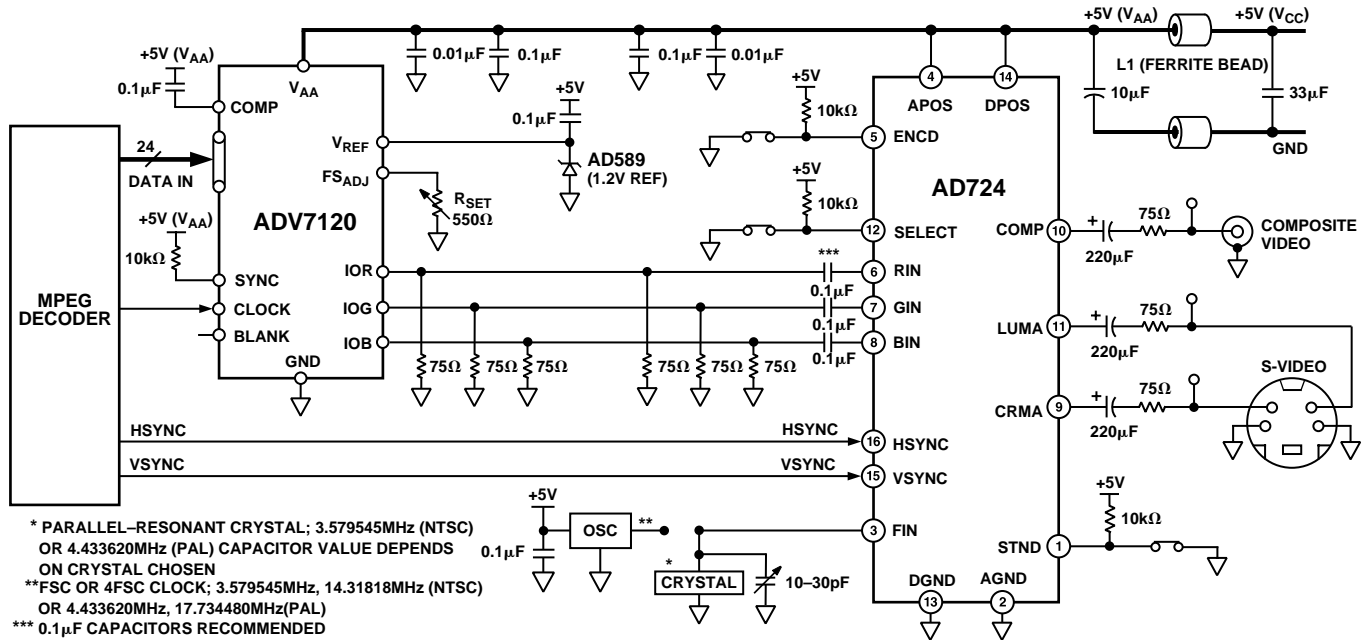 +5V (VAA)
+5V (VCC)
+5V (VAA)
0.1µF
0.01µF
0.1µF
0.1µF
0.01µF
L1 (FERRITE BEAD)
10µF
33µF
GND
VAA
COMP
24
DATA IN
+5V (VAA)
10kΩ
SYNC
CLOCK
BLANK
GND
MPEG
DECODER
ADV7120
VREF
FSADJ
IOR
IOG
IOB
+5V
0.1µF
AD589
(1.2V REF)
RSET
550Ω
75Ω
75Ω
75Ω
75Ω
75Ω
75Ω
+5V
10kΩ
+5V
10kΩ
***
0.1µF
0.1µF
0.1µF
4
APOS
14
DPOS
5
ENCD
AD724
12
SELECT
6
RIN
7
GIN
8
BIN
COMP
10
+
220µF
75Ω
COMPOSITE
VIDEO
LUMA
11
+
220µF
75Ω
S-VIDEO
CRMA
9
+
220µF
75Ω
HSYNC
HSYNC
16
HSYNC
VSYNC
VSYNC
15
VSYNC
+5V
OSC
**
0.1µF
3
FIN
*
CRYSTAL
10–30pF
DGND
13
AGND
2
STND
1
+5V
10kΩ
* PARALLEL–RESONANT CRYSTAL; 3.579545MHz (NTSC)
OR 4.433620MHz (PAL) CAPACITOR VALUE DEPENDS
ON CRYSTAL CHOSEN
**FSC OR 4FSC CLOCK; 3.579545MHz, 14.31818MHz (NTSC)
OR 4.433620MHz, 17.734480MHz(PAL)
*** 0.1µF CAPACITORS RECOMMENDED